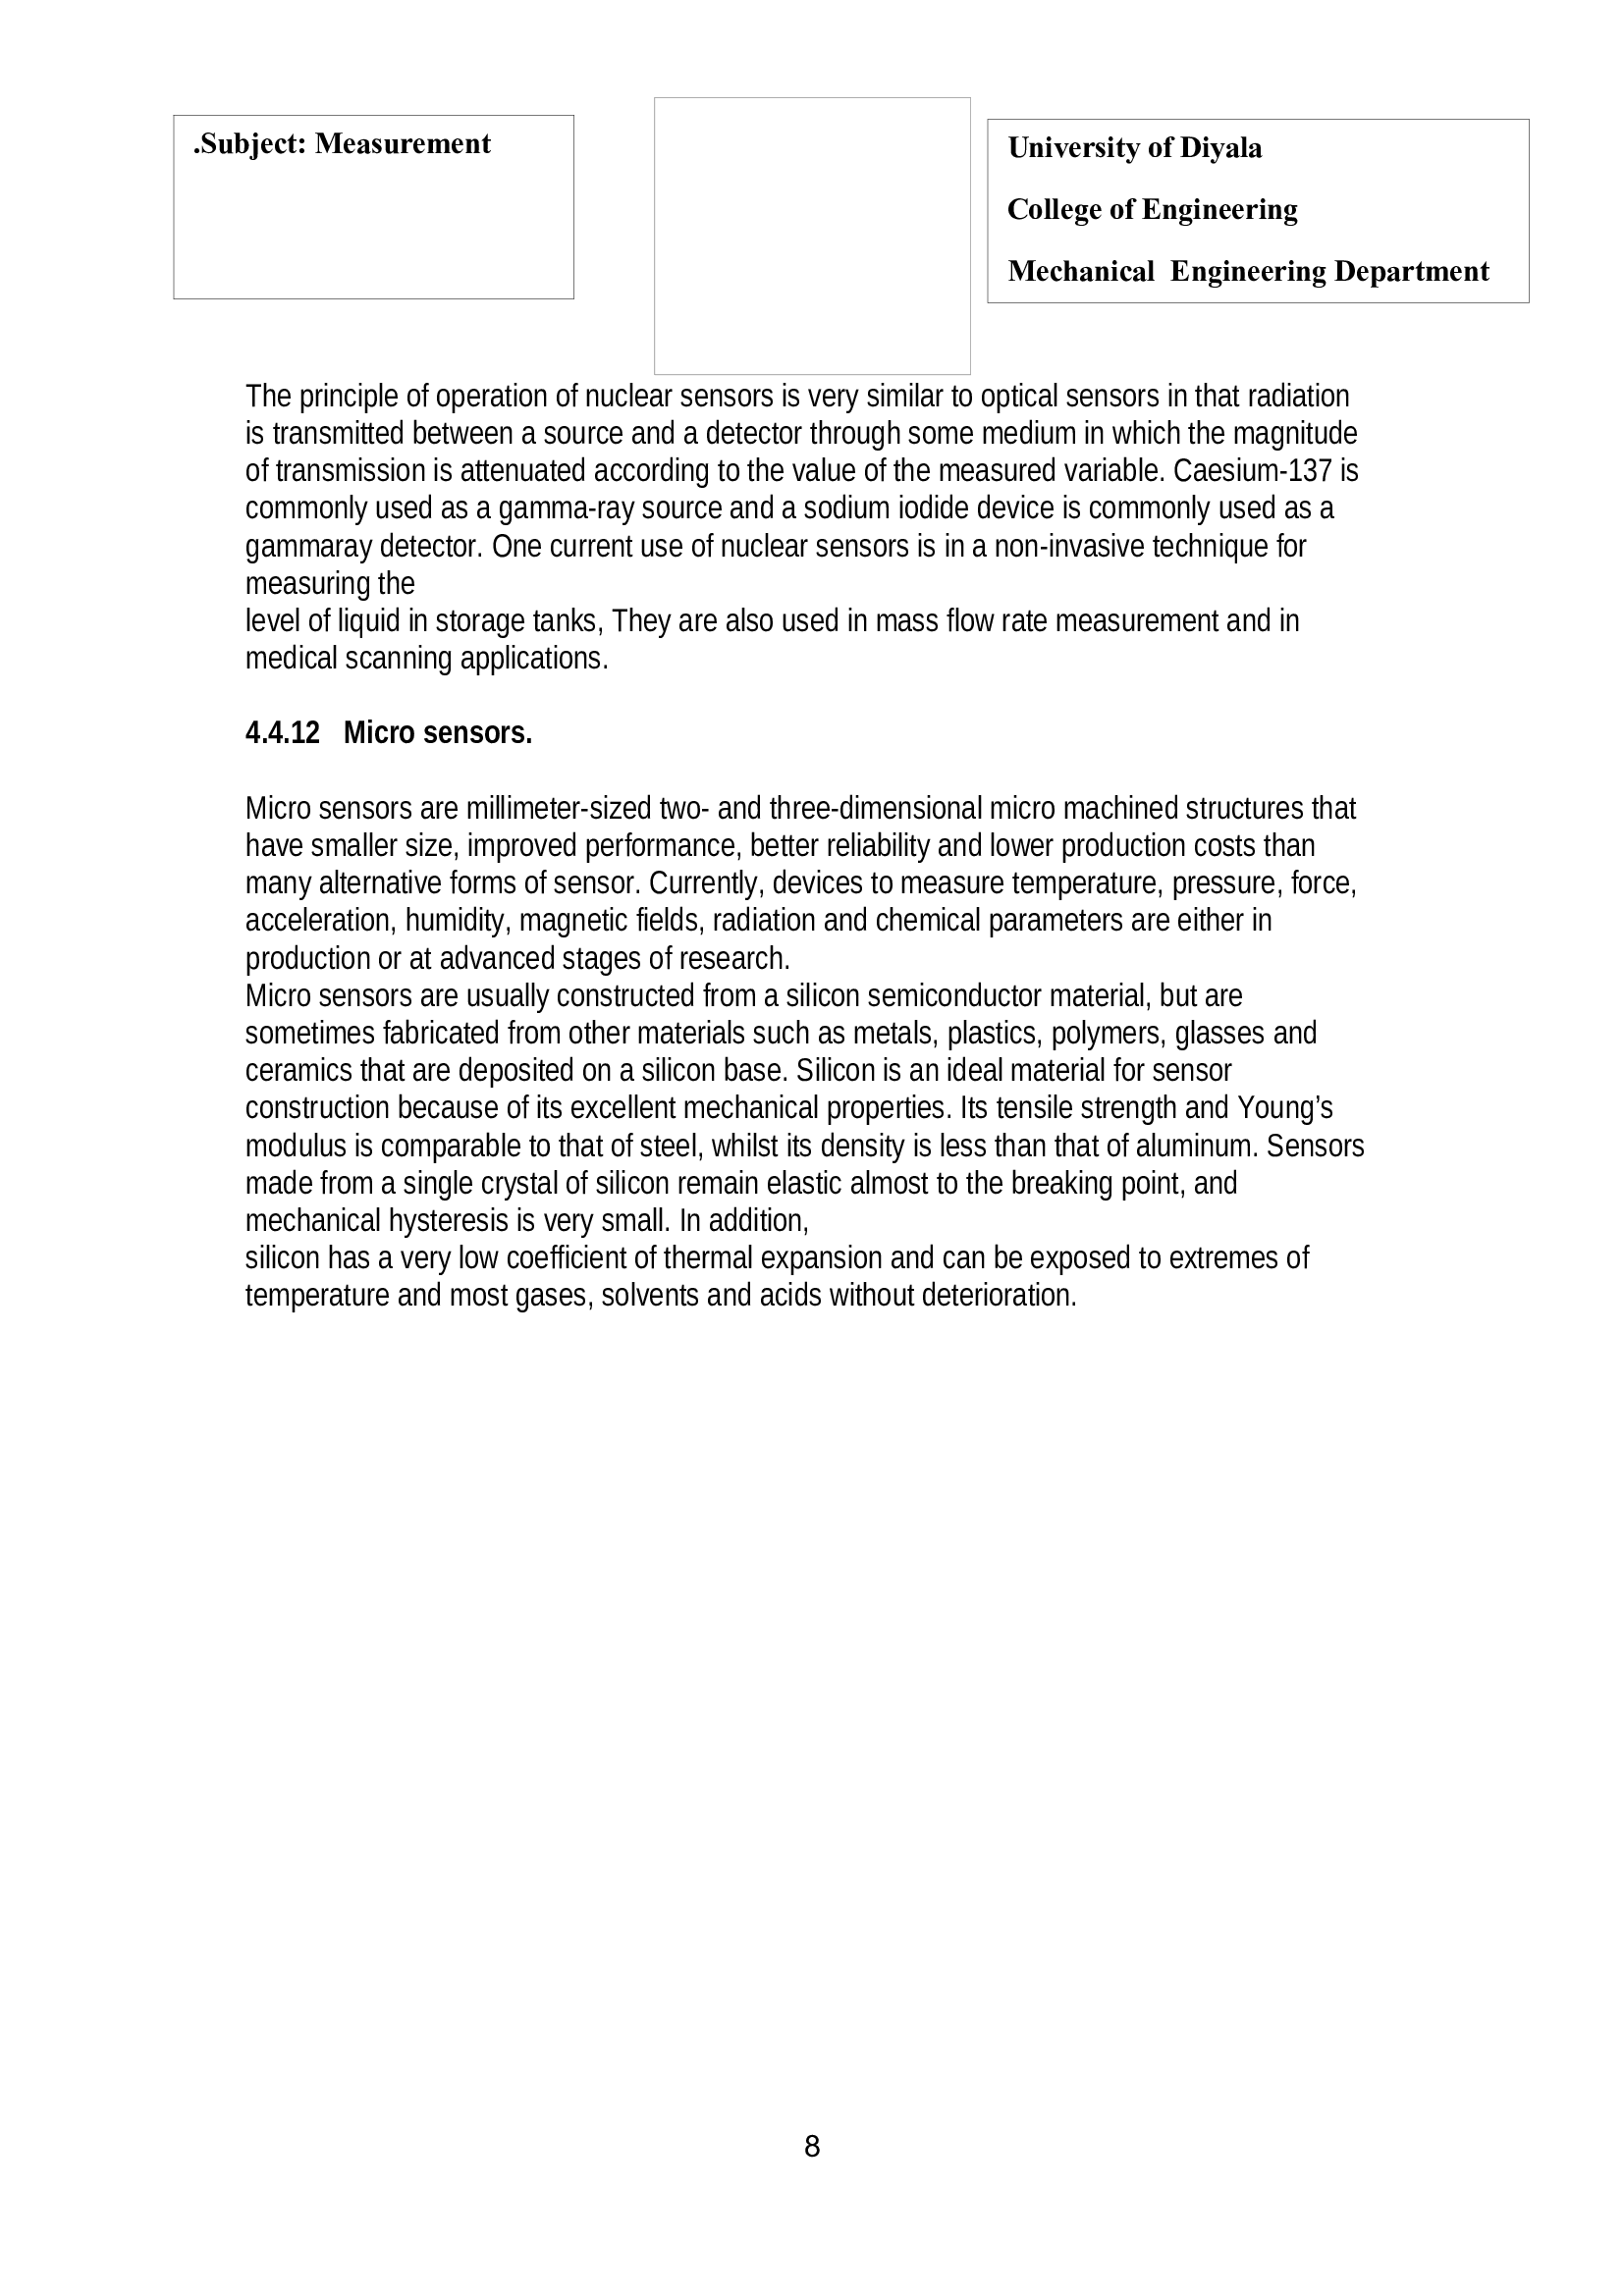 .Subject: Measurement
University of Diyala
College of Engineering
Mechanical  Engineering Department
The principle of operation of nuclear sensors is very similar to optical sensors in that radiation
is transmitted between a source and a detector through some medium in which the magnitude
of transmission is attenuated according to the value of the measured variable. Caesium-137 is
commonly used as a gamma-ray source and a sodium iodide device is commonly used as a
gammaray detector. One current use of nuclear sensors is in a non-invasive technique for
measuring the
level of liquid in storage tanks, They are also used in mass flow rate measurement and in
medical scanning applications.
4.4.12   Micro sensors.
Micro sensors are millimeter-sized two- and three-dimensional micro machined structures that
have smaller size, improved performance, better reliability and lower production costs than
many alternative forms of sensor. Currently, devices to measure temperature, pressure, force,
acceleration, humidity, magnetic fields, radiation and chemical parameters are either in
production or at advanced stages of research.
Micro sensors are usually constructed from a silicon semiconductor material, but are
sometimes fabricated from other materials such as metals, plastics, polymers, glasses and
ceramics that are deposited on a silicon base. Silicon is an ideal material for sensor
construction because of its excellent mechanical properties. Its tensile strength and Young’s
modulus is comparable to that of steel, whilst its density is less than that of aluminum. Sensors
made from a single crystal of silicon remain elastic almost to the breaking point, and
mechanical hysteresis is very small. In addition,
silicon has a very low coefficient of thermal expansion and can be exposed to extremes of
temperature and most gases, solvents and acids without deterioration.
8